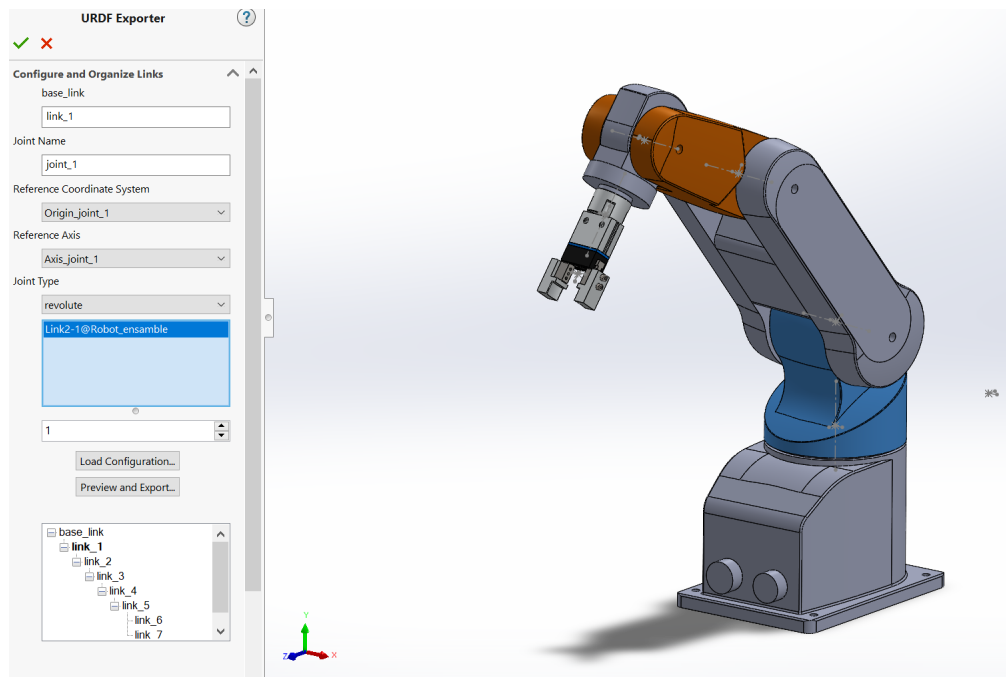 URDF Exporter
?
Configure and Organize Links
base_link
link_1
Joint Name
joint_1
Reference Coordinate System
Origin_joint_1
Reference Axis
Axis_joint_1
Joint Type
revolute
Link2-1@Robot_ensamble
1
Load Configuration...
Preview and Export...
base_link
link_1
link_2
link_3
link_4
link_5
link_6
link_7
Y
Z
X